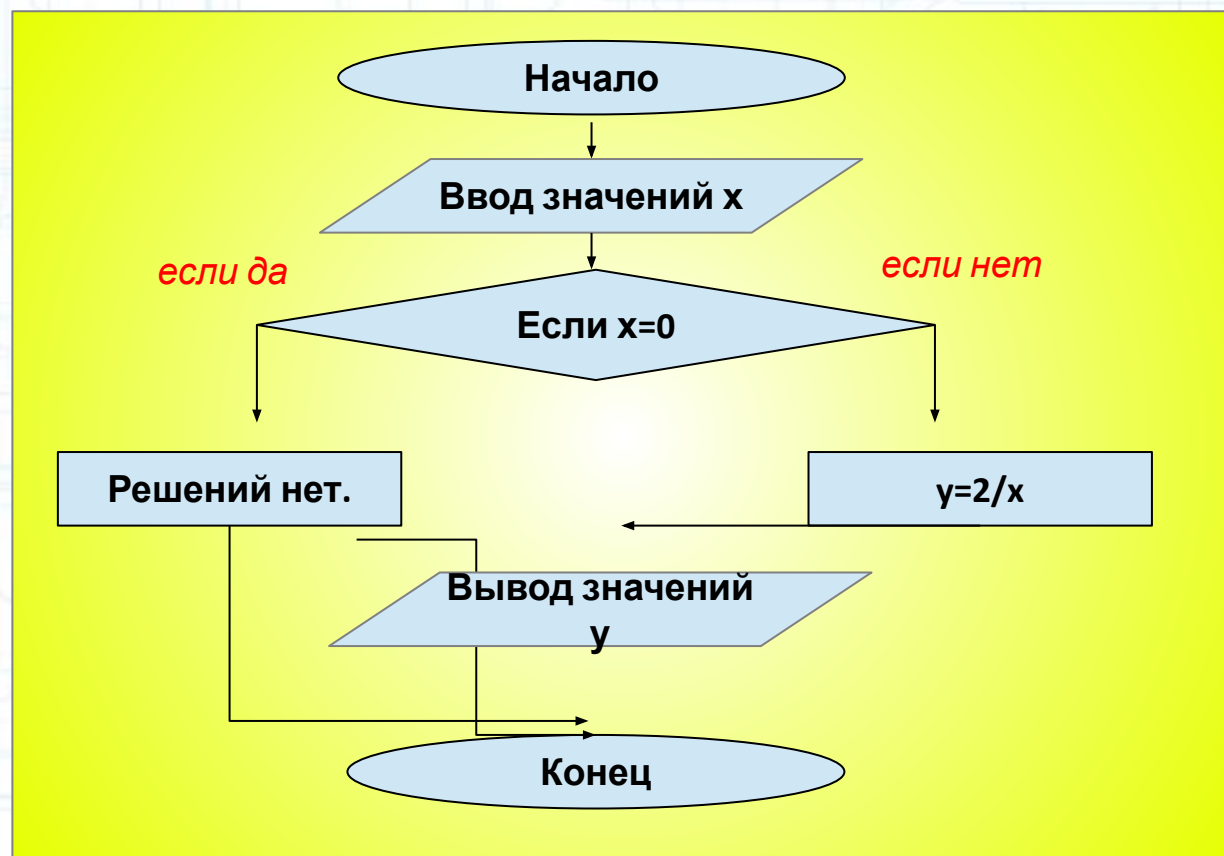 Начало
Ввод значений x
если да
если нет
Если x=0
Решений нет.
y=2/x
Вывод значений
y
Конец